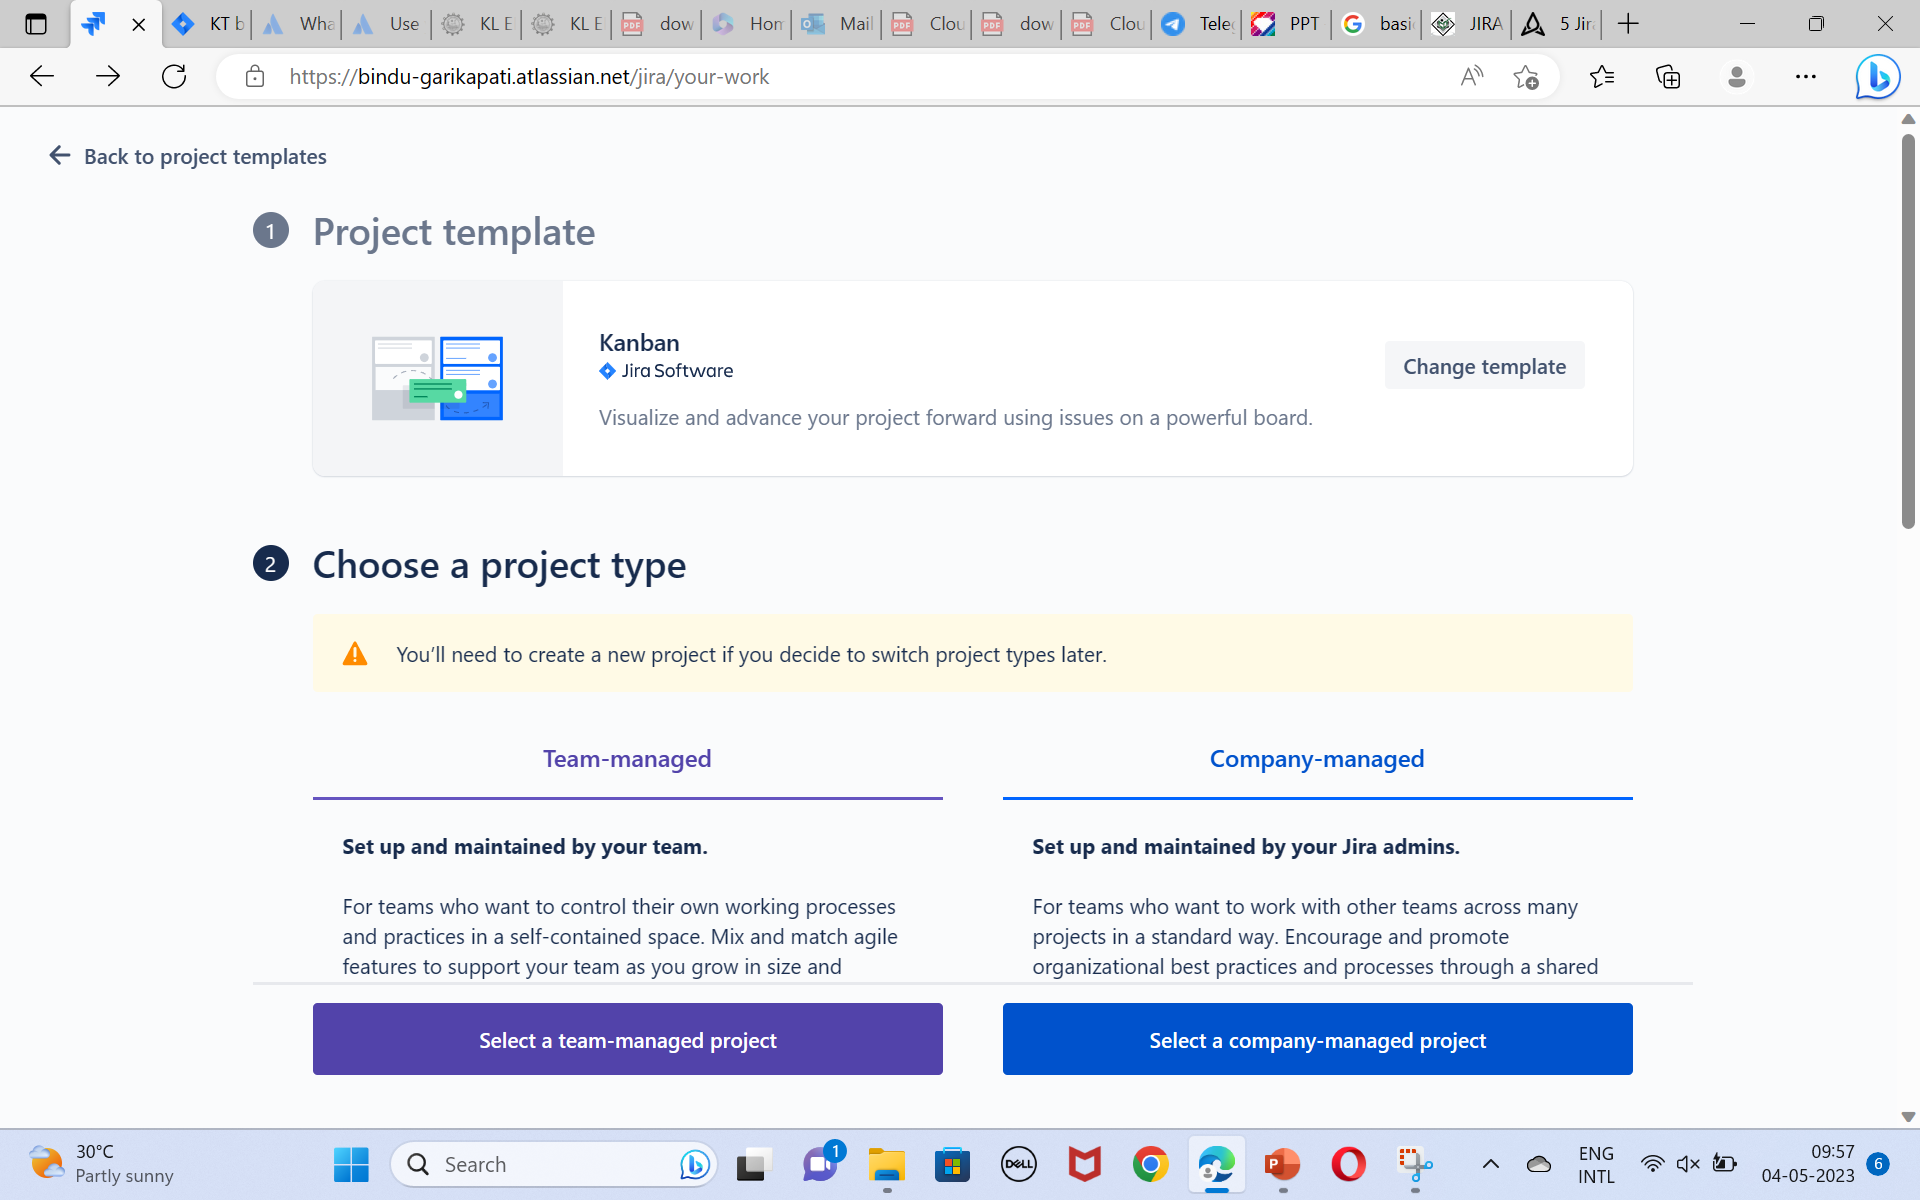 KT b
Wha
Use
KL E
KL E
dow
Hom
Mail
Clou
dow
Clou
Tele
PPT
basi
JIRA
5 Jir
https://bindu-garikapati.atlassian.net/jira/your-work
Back to project templates
1 Project template
Kanban
Jira Software
Change template
Visualize and advance your project forward using issues on a powerful board.
2 Choose a project type
You’ll need to create a new project if you decide to switch project types later.
Team-managed
Company-managed
Set up and maintained by your team.
For teams who want to control their own working processes
and practices in a self-contained space. Mix and match agile
features to support your team as you grow in size and
Set up and maintained by your Jira admins.
For teams who want to work with other teams across many
projects in a standard way. Encourage and promote
organizational best practices and processes through a shared
Select a team-managed project
Select a company-managed project
30°C
Partly sunny
Search
1
DELL
ENG
INTL
09:57
04-05-2023
6